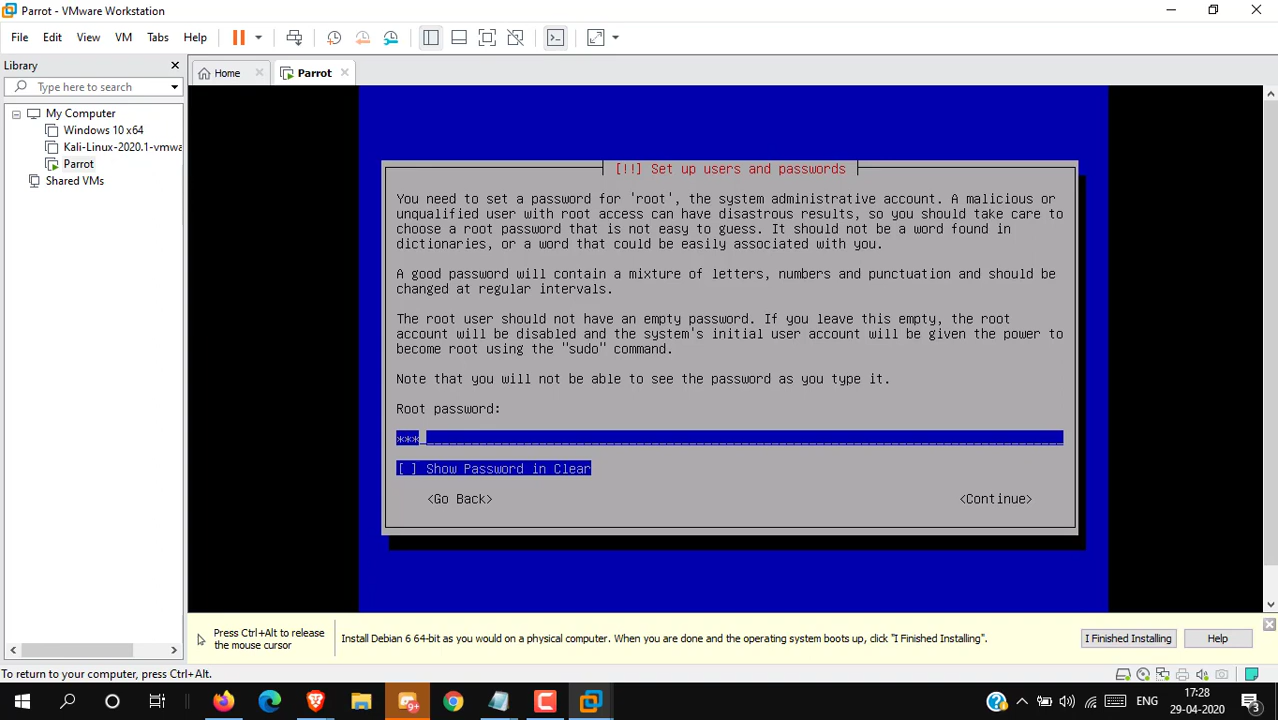 Parrot - VMware Workstation
File Edit View VM Tabs Help
Library
Home
Parrot
Type here to search
My Computer
Windows 10 x64
Kali-Linux-2020.1-vmwa
Parrot
Shared VMs
[!!] Set up users and passwords
You need to set a password for 'root', the system administrative account. A malicious or
unqualified user with root access can have disastrous results, so you should take care to
choose a root password that is not easy to guess. It should not be a word found in
dictionaries, or a word that could be easily associated with you.
A good password will contain a mixture of letters, numbers and punctuation and should be
changed at regular intervals.
The root user should not have an empty password. If you leave this empty, the root
account will be disabled and the system's initial user account will be given the power to
become root using the "sudo" command.
Note that you will not be able to see the password as you type it.
Root password:
***
[ ] Show Password in Clear
<Go Back> <Continue>
Press Ctrl+Alt to release
the mouse cursor
Install Debian 6 64-bit as you would on a physical computer. When you are done and the operating system boots up, click "I Finished Installing".
I Finished Installing
Help
To return to your computer, press Ctrl+Alt.
9+
ENG
17:28
29-04-2020
3